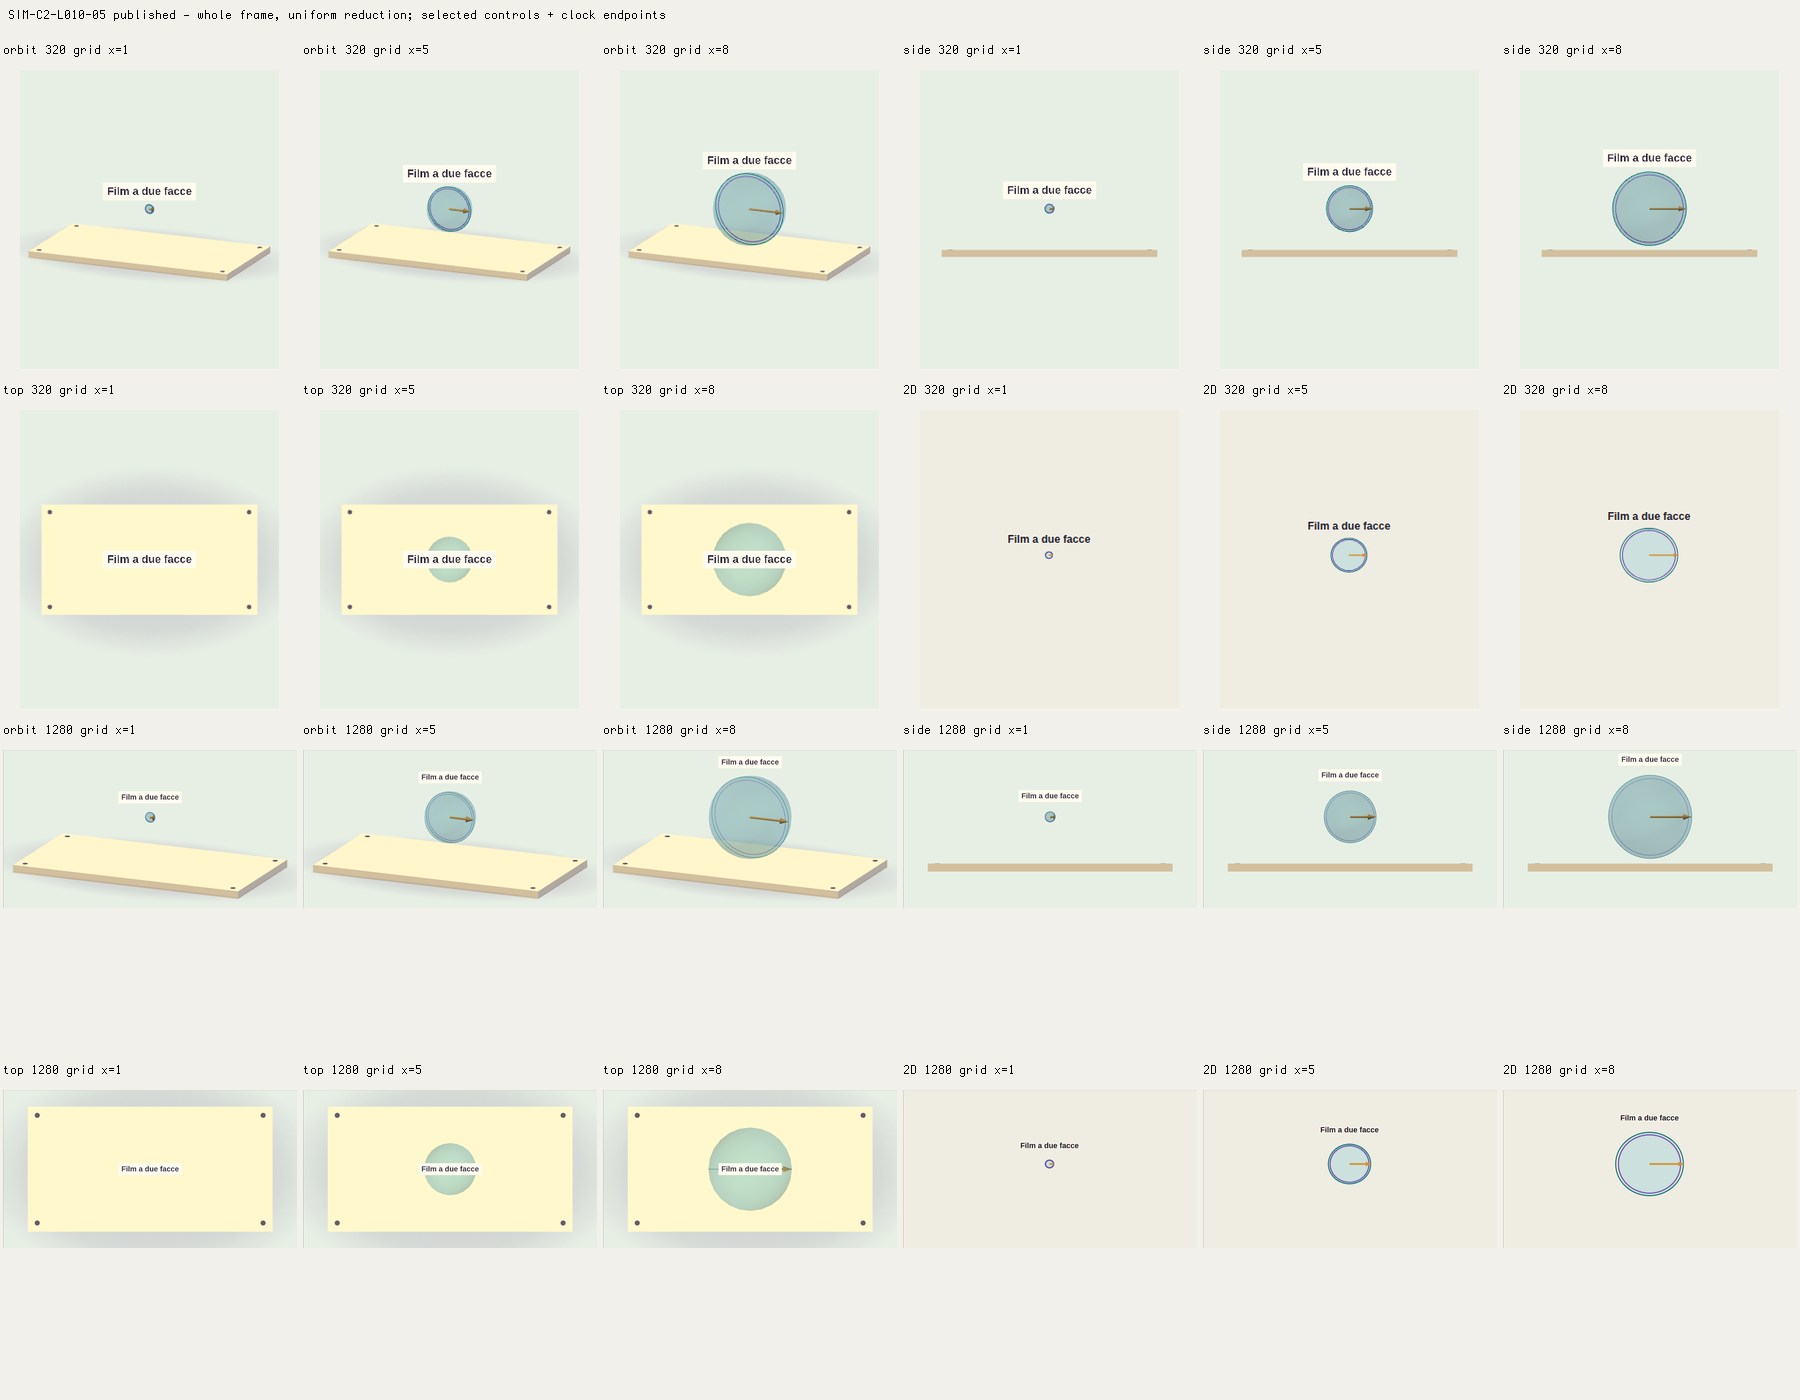 SIM-C2-L010-05 published – whole frame, uniform reduction; selected controls + clock endpoints
orbit 320 grid x=1
orbit 320 grid x=5
orbit 320 grid x=8
side 320 grid x=1
side 320 grid x=5
side 320 grid x=8
Film a due facce
Film a due facce
Film a due facce
Film a due facce
Film a due facce
Film a due facce
top 320 grid x=1
top 320 grid x=5
top 320 grid x=8
2D 320 grid x=1
2D 320 grid x=5
2D 320 grid x=8
Film a due facce
Film a due facce
Film a due facce
Film a due facce
Film a due facce
Film a due facce
orbit 1280 grid x=1
orbit 1280 grid x=5
orbit 1280 grid x=8
side 1280 grid x=1
side 1280 grid x=5
side 1280 grid x=8
Film a due facce
Film a due facce
Film a due facce
Film a due facce
Film a due facce
Film a due facce
top 1280 grid x=1
top 1280 grid x=5
top 1280 grid x=8
2D 1280 grid x=1
2D 1280 grid x=5
2D 1280 grid x=8
Film a due facce
Film a due facce
Film a due facce
Film a due facce
Film a due facce
Film a due facce